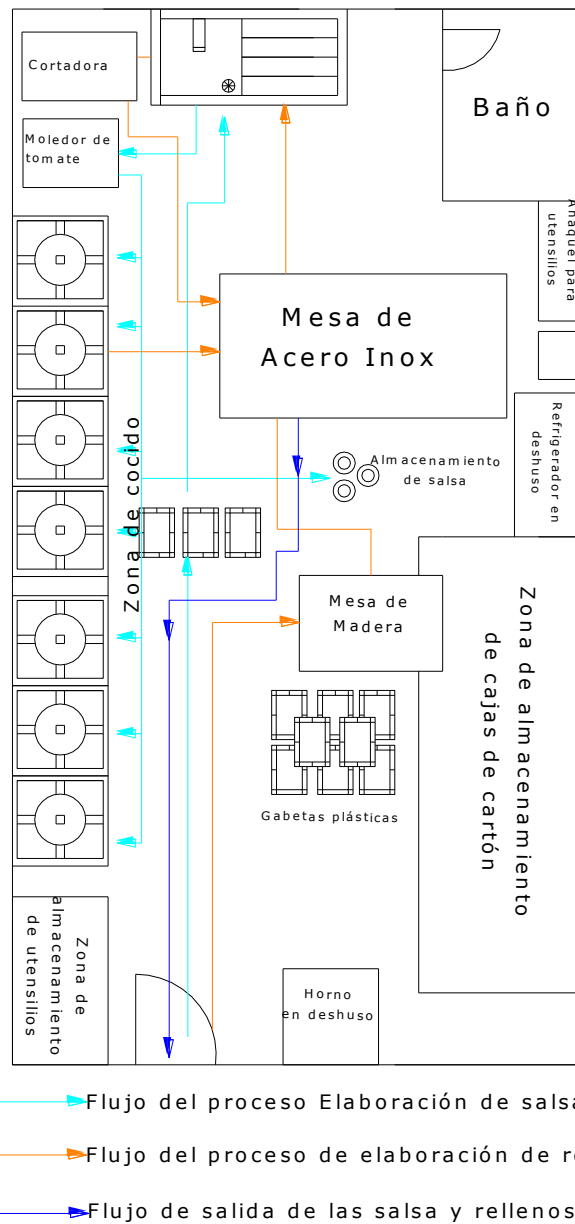 Cortadora
Baño
Moledor de
tomate
Anaquel para
utensilios
Mesa de
Acero Inox
Refrigerador en
deshuso
Zona de cocido
Almacenamiento
de salsa
Mesa de
Madera
Zona de almacenamiento
de cajas de cartón
Gabetas plásticas
Zona de
almacenamiento
de utensilios
Horno
en deshuso
Flujo del proceso Elaboración de salsa
Flujo del proceso de elaboración de re
Flujo de salida de las salsa y rellenos